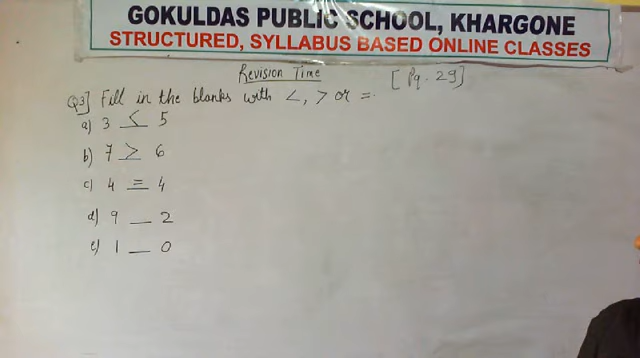 GOKULDAS PUBLIC SCHOOL, KHARGONE
STRUCTURED, SYLLABUS BASED ONLINE CLASSES
Revision Time [Pg. 29]
Q3] Fill in the blanks with <, > or =.
a) 3 < 5
b) 7 > 6
c) 4 = 4
d) 9 __ 2
e) 1 __ 0